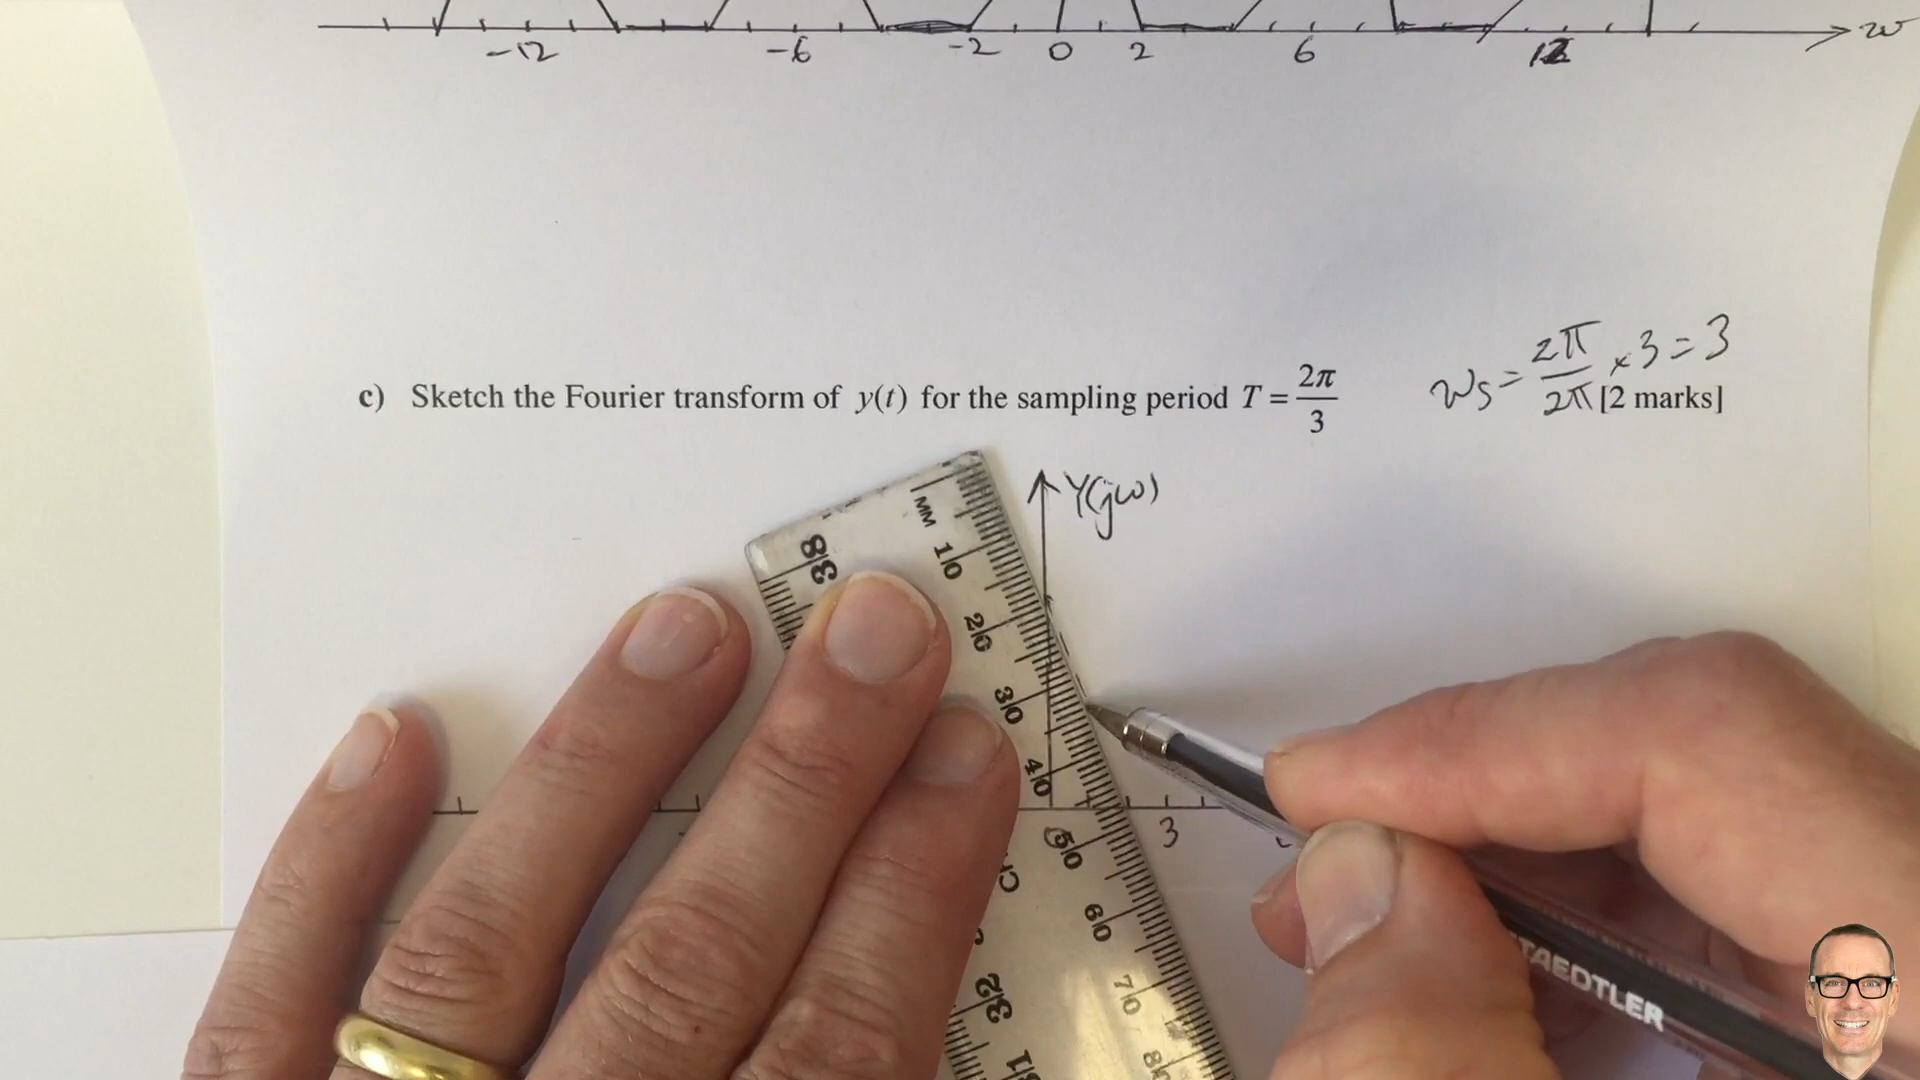 -12 -6 -2 0 2 6 12 w
ws = 2π/2π × 3 = 3
c) Sketch the Fourier transform of y(t) for the sampling period T = 2π/3 [2 marks]
Y(jω)
MM 10 20 30 40 50 60 70
38
32
31
3
STAEDTLER